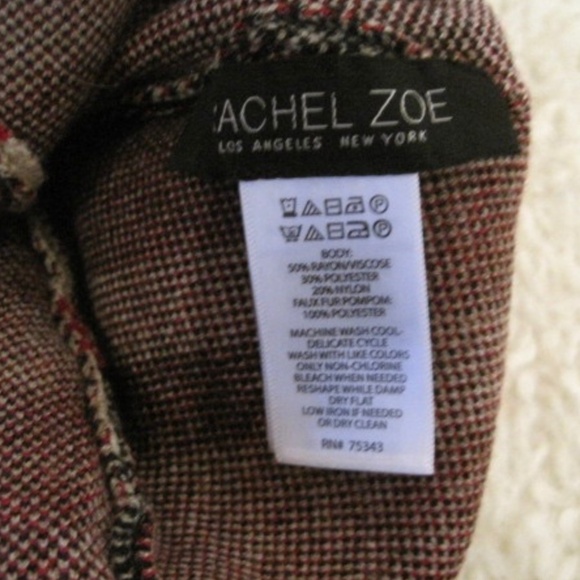 RACHEL ZOE
LOS ANGELES NEW YORK
BODY:
50% RAYON/VISCOSE
30% POLYESTER
20% NYLON
FAUX FUR POMPOM:
100% POLYESTER
MACHINE WASH COOL-
DELICATE CYCLE
WASH WITH LIKE COLORS
ONLY NON-CHLORINE
BLEACH WHEN NEEDED
RESHAPE WHILE DAMP
DRY FLAT
LOW IRON IF NEEDED
OR DRY CLEAN
RN# 75343